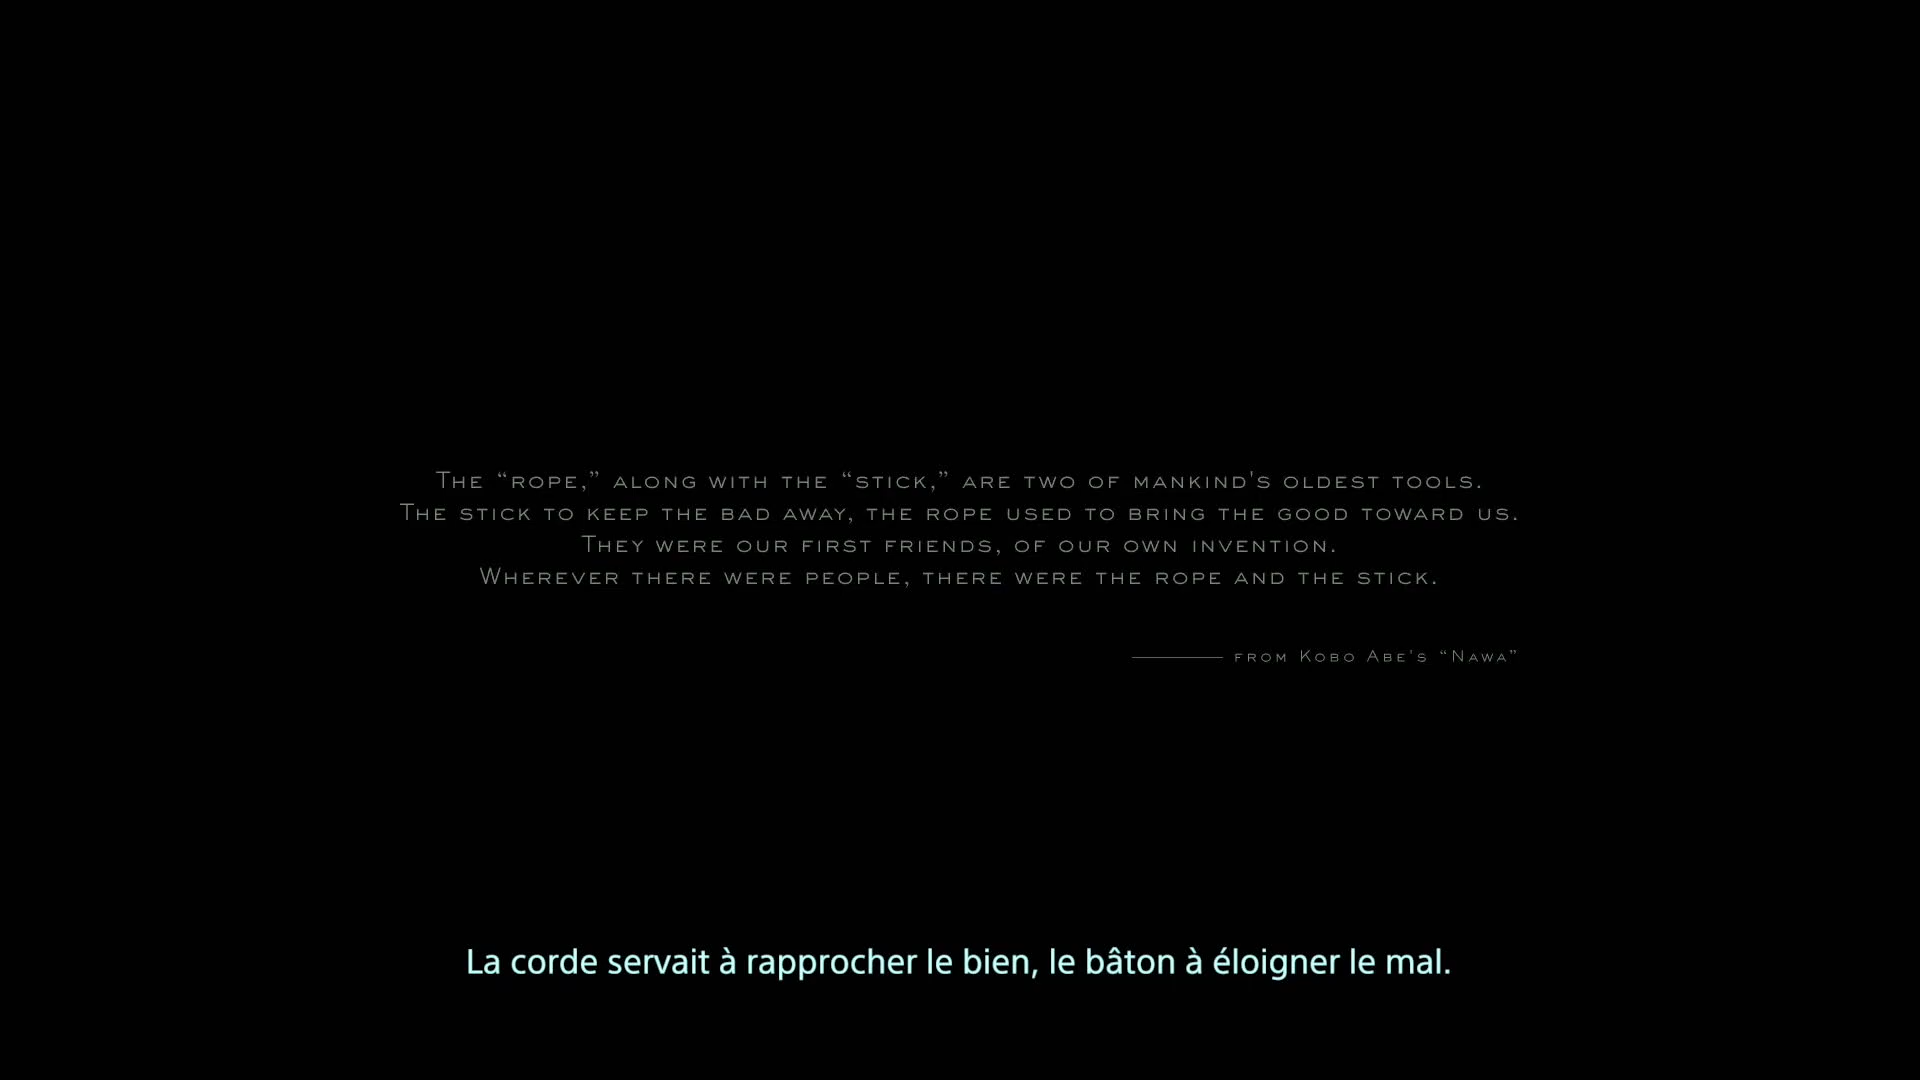 The “rope,” along with the “stick,” are two of mankind's oldest tools.
The stick to keep the bad away, the rope used to bring the good toward us.
They were our first friends, of our own invention.
Wherever there were people, there were the rope and the stick.
from Kobo Abe's “Nawa”
La corde servait à rapprocher le bien, le bâton à éloigner le mal.